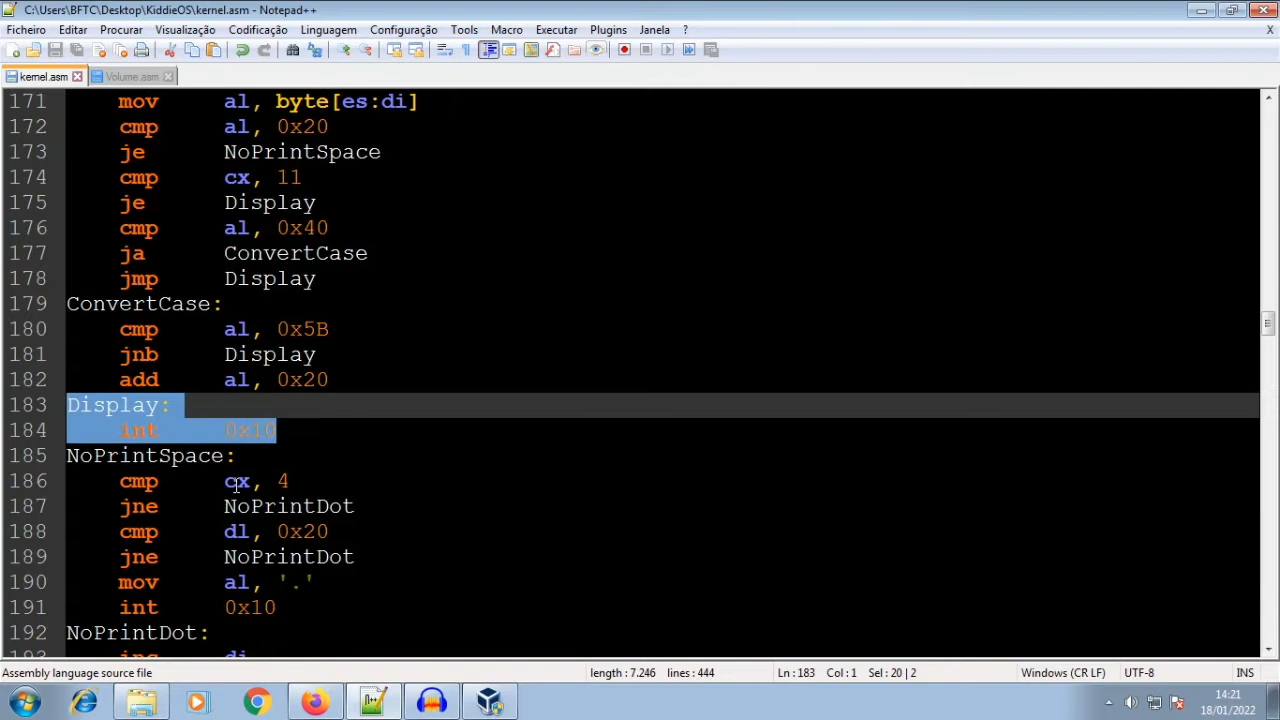 C:\Users\BFTC\Desktop\KiddieOS\kernel.asm - Notepad++
Ficheiro Editar Procurar Visualização Codificação Linguagem Configuração Tools Macro Executar Plugins Janela ? X
kernel.asm Volume.asm
171 mov al, byte[es:di]
172 cmp al, 0x20
173 je NoPrintSpace
174 cmp cx, 11
175 je Display
176 cmp al, 0x40
177 ja ConvertCase
178 jmp Display
179 ConvertCase:
180 cmp al, 0x5B
181 jnb Display
182 add al, 0x20
183 Display:
184 int 0x10
185 NoPrintSpace:
186 cmp cx, 4
187 jne NoPrintDot
188 cmp dl, 0x20
189 jne NoPrintDot
190 mov al, '.'
191 int 0x10
192 NoPrintDot:
193 inc di
Assembly language source file length : 7.246 lines : 444 Ln : 183 Col : 1 Sel : 20 | 2 Windows (CR LF) UTF-8 INS
14:21
18/01/2022